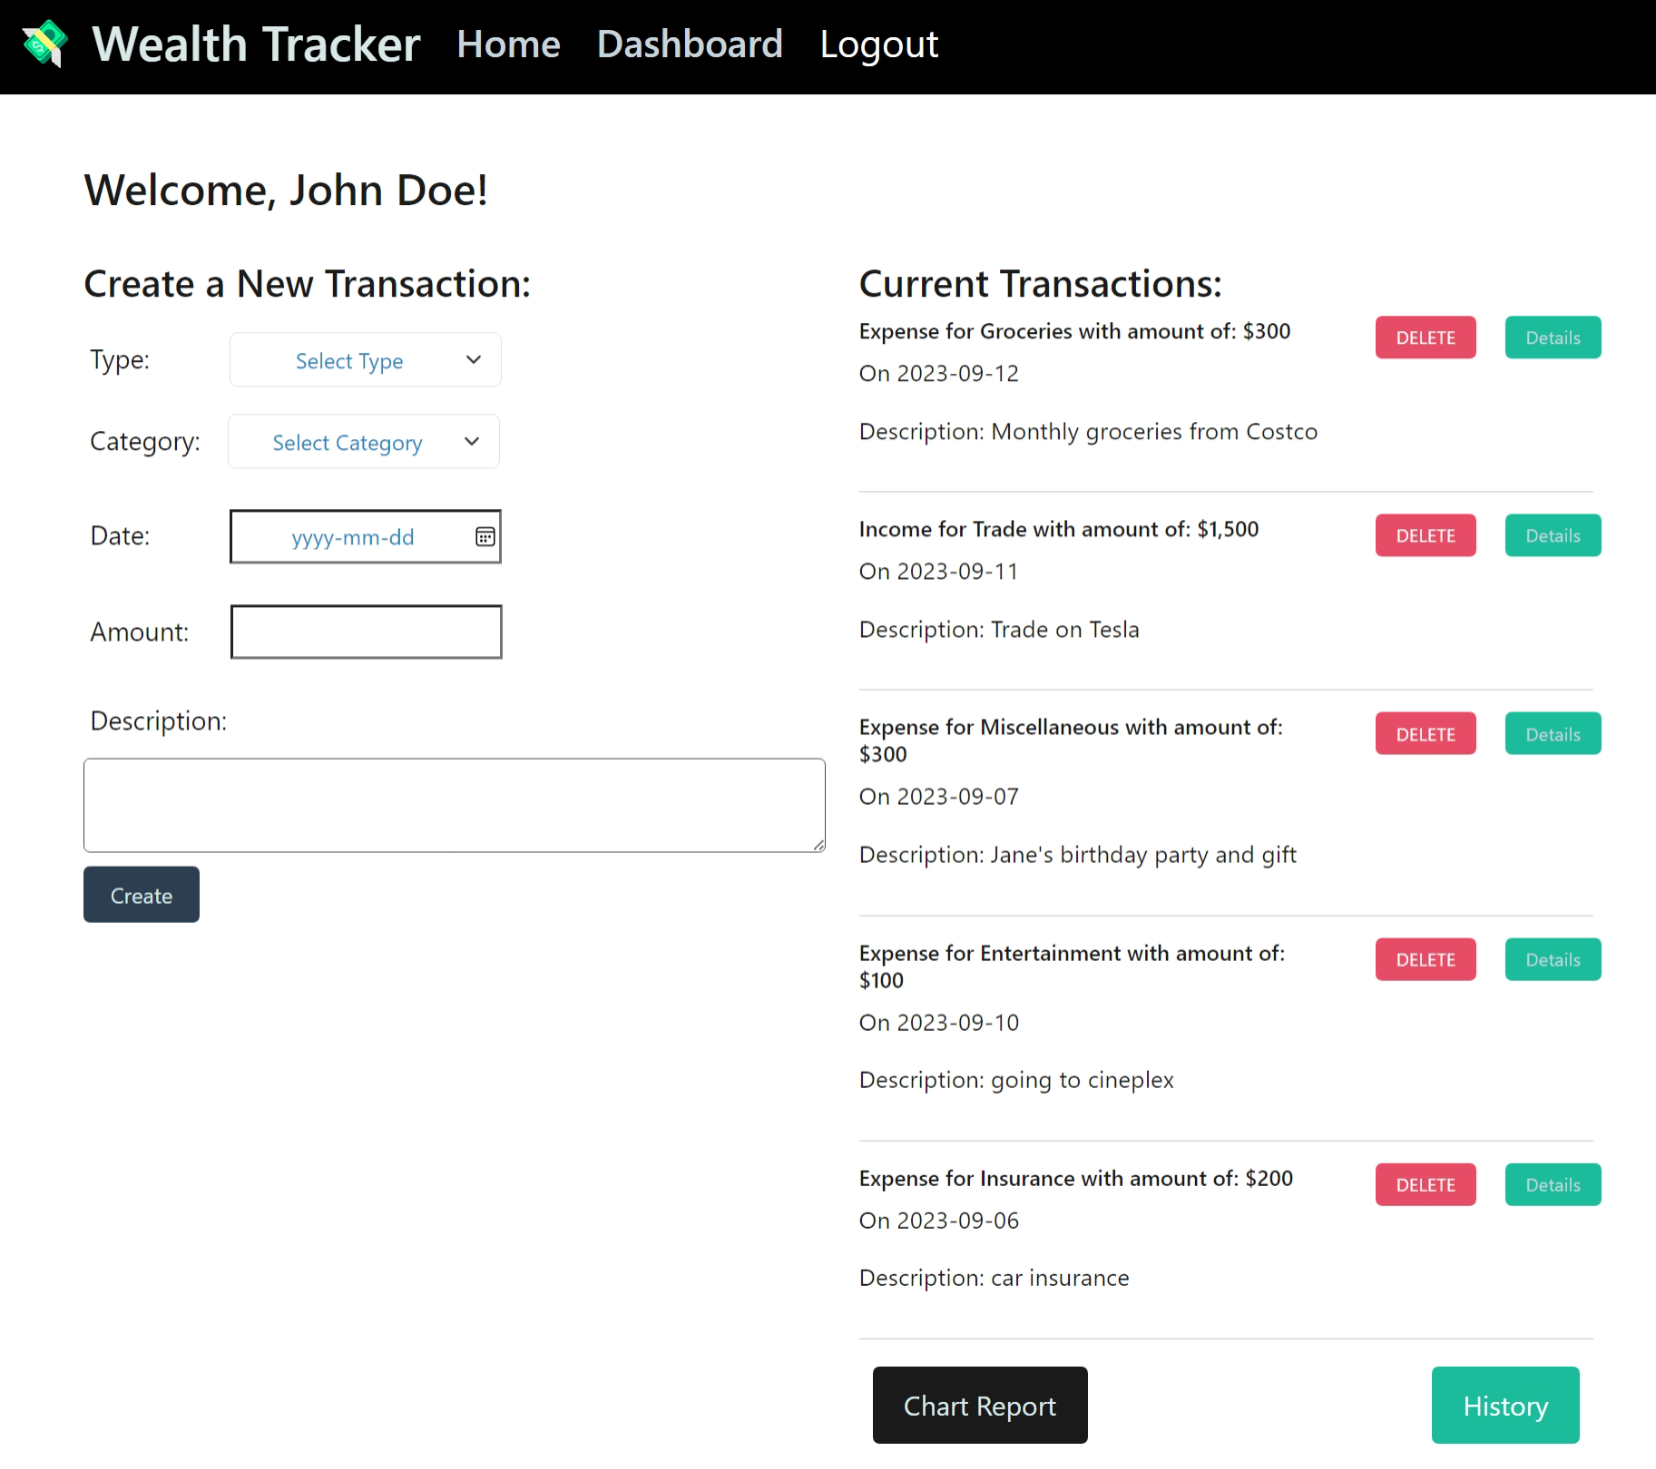 Wealth Tracker Home Dashboard Logout
Welcome, John Doe!
Create a New Transaction:
Type: Select Type
Category: Select Category
Date: yyyy-mm-dd
Amount:
Description:
Create
Current Transactions:
Expense for Groceries with amount of: $300 DELETE Details
On 2023-09-12
Description: Monthly groceries from Costco
Income for Trade with amount of: $1,500 DELETE Details
On 2023-09-11
Description: Trade on Tesla
Expense for Miscellaneous with amount of: DELETE Details
$300
On 2023-09-07
Description: Jane's birthday party and gift
Expense for Entertainment with amount of: DELETE Details
$100
On 2023-09-10
Description: going to cineplex
Expense for Insurance with amount of: $200 DELETE Details
On 2023-09-06
Description: car insurance
Chart Report History